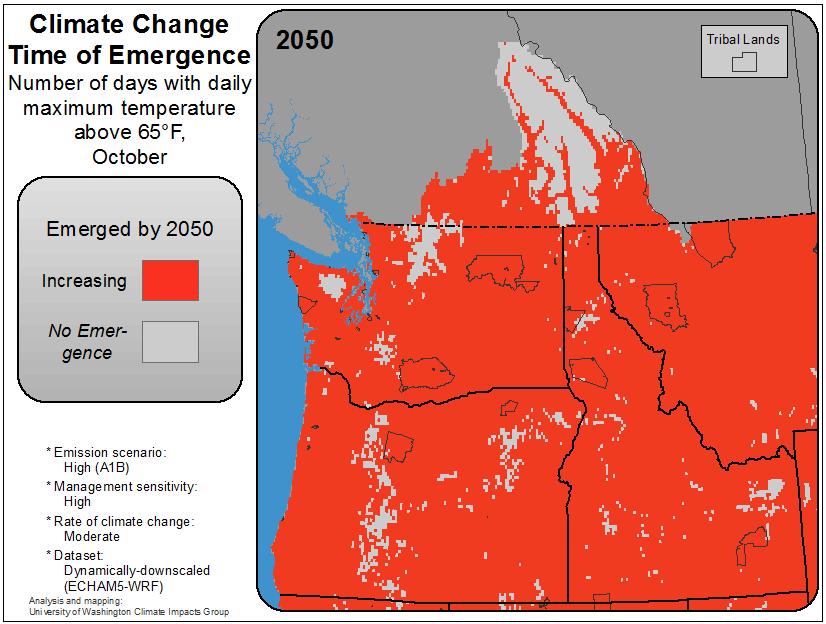 Climate Change
Time of Emergence
Number of days with daily
maximum temperature
above 65°F,
October
2050
Tribal Lands
Emerged by 2050
Increasing
No Emer-
gence
* Emission scenario:
High (A1B)
* Management sensitivity:
High
* Rate of climate change:
Moderate
* Dataset:
Dynamically-downscaled
(ECHAM5-WRF)
Analysis and mapping:
University of Washington Climate Impacts Group